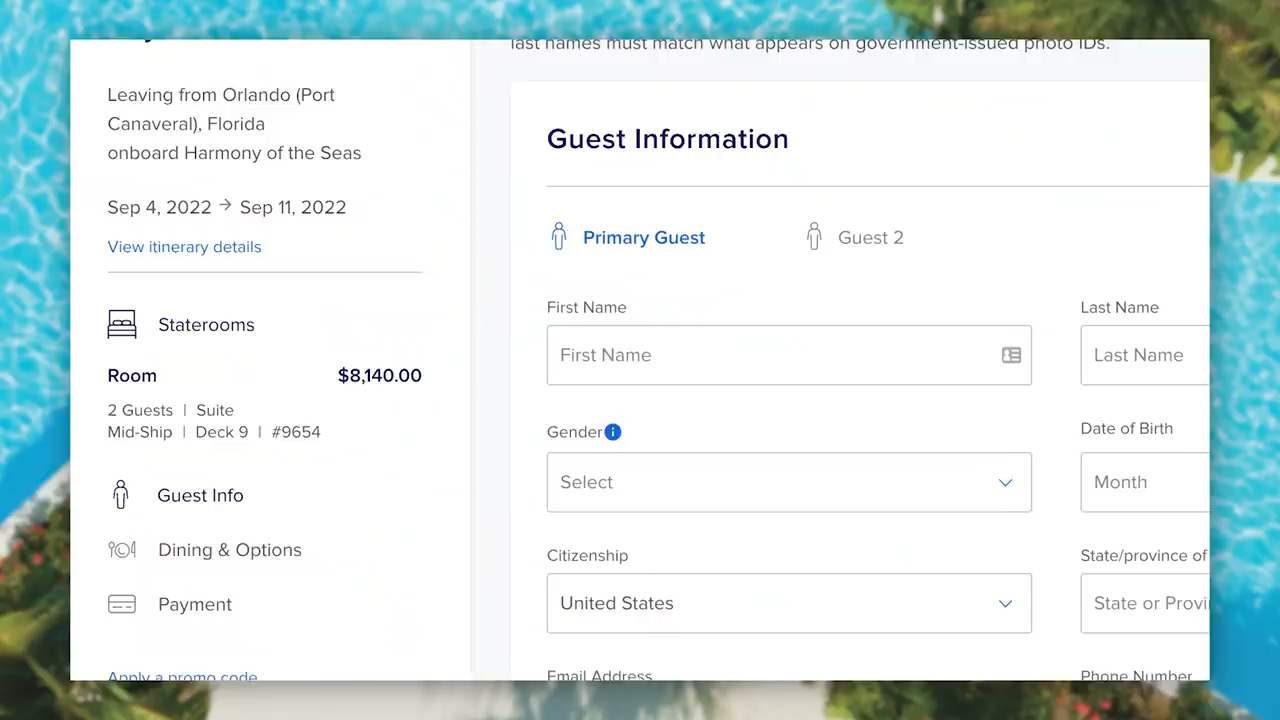 last names must match what appears on government-issued photo IDs.
Leaving from Orlando (Port
Canaveral), Florida
onboard Harmony of the Seas
Sep 4, 2022 → Sep 11, 2022
View itinerary details
Staterooms
Room $8,140.00
2 Guests | Suite
Mid-Ship | Deck 9 | #9654
Guest Info
Dining & Options
Payment
Apply a promo code
Guest Information
Primary Guest
Guest 2
First Name
First Name
Last Name
Last Name
Gender
Select
Date of Birth
Month
Citizenship
United States
State/province of
State or Provi
Email Address
Phone Number